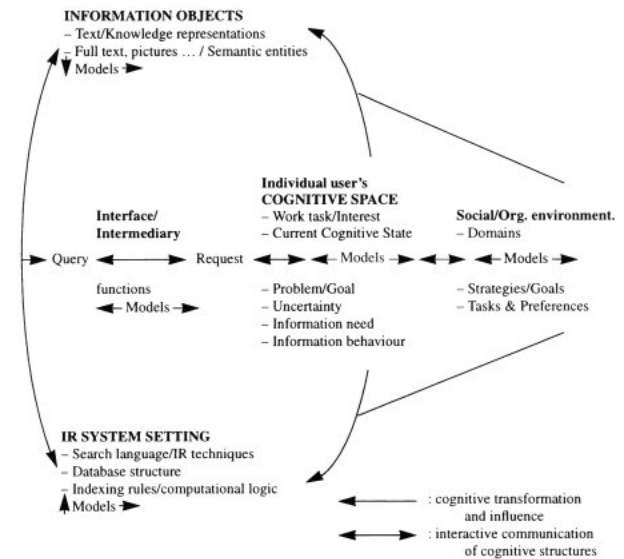 INFORMATION OBJECTS
– Text/Knowledge representations
– Full text, pictures … / Semantic entities
Models
Individual user's
COGNITIVE SPACE
– Work task/Interest
– Current Cognitive State
Interface/
Intermediary
Social/Org. environment.
– Domains
Query
Request
Models
Models
functions
Models
– Problem/Goal
– Uncertainty
– Information need
– Information behaviour
– Strategies/Goals
– Tasks & Preferences
IR SYSTEM SETTING
– Search language/IR techniques
– Database structure
– Indexing rules/computational logic
Models
: cognitive transformation
and influence
: interactive communication
of cognitive structures